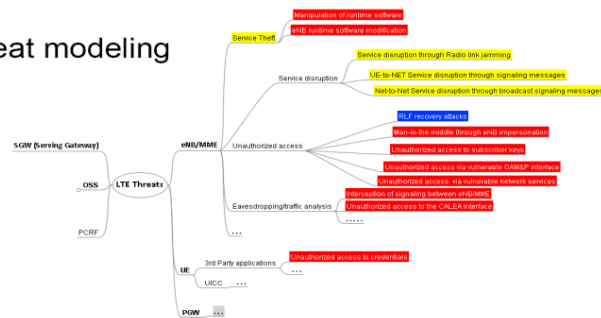 eat modeling
Manipulation of runtime software
Service Theft
eNB runtime software modification
Service disruption through Radio link jamming
Service disruption
UE-to-NET Service disruption through signaling messages
Net-to-Net Service disruption through broadcast signaling messages
RLF recovery attacks
Man-in-the middle through eNB impersonation
SGW (Serving Gateway)
eNB/MME
Unauthorized access
Unauthorized access to subscriber keys
Unauthorized access via vulnerable OAM&P interface
Unauthorized access via vulnerable network services
OSS
LTE Threats
Interception of signaling between eNB/MME
Eavesdropping/traffic analysis
Unauthorized access to the CALEA interface
.....
PCRF
...
Unauthorized access to credentials
3rd Party applications
...
UE
UICC
...
PGW
...